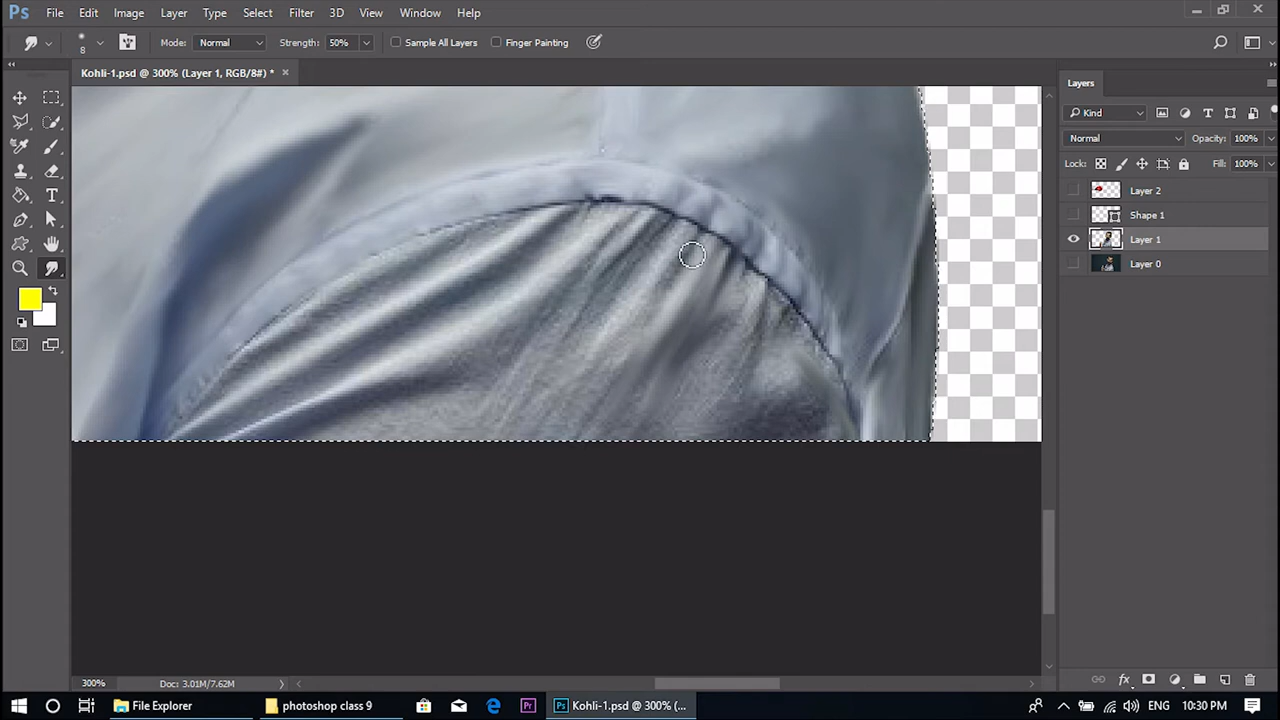 Ps File Edit Image Layer Type Select Filter 3D View Window Help
8 Mode: Normal Strength: 50% Sample All Layers Finger Painting
Kohli-1.psd @ 300% (Layer 1, RGB/8#) *
Layers
Kind
Normal Opacity: 100%
Lock: Fill: 100%
Layer 2
Shape 1
Layer 1
Layer 0
300% Doc: 3.01M/7.62M
File Explorer photoshop class 9 Pr Ps Kohli-1.psd @ 300% (... ENG 10:30 PM